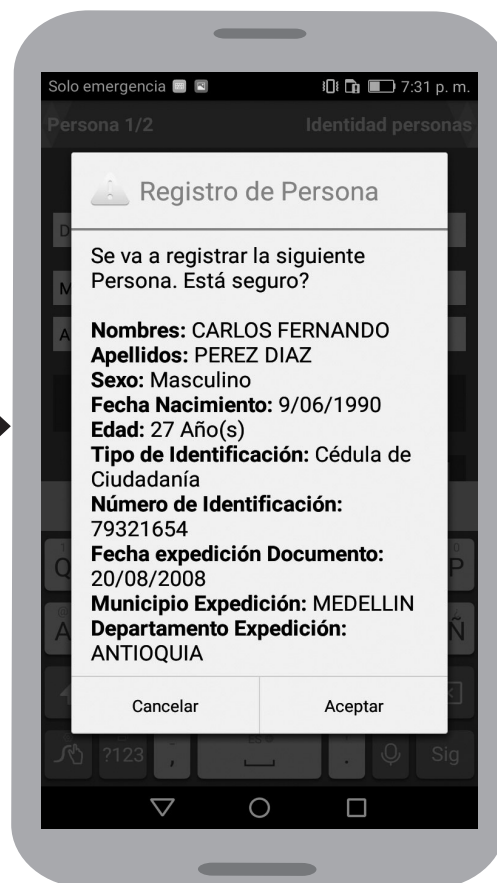 Solo emergencia 7:31 p. m.
Persona 1/2 Identidad personas
Registro de Persona
D
M
A
Se va a registrar la siguiente
Persona. Está seguro?
Nombres: CARLOS FERNANDO
Apellidos: PEREZ DIAZ
Sexo: Masculino
Fecha Nacimiento: 9/06/1990
Edad: 27 Año(s)
Tipo de Identificación: Cédula de
Ciudadanía
Número de Identificación:
79321654
Fecha expedición Documento:
20/08/2008
Municipio Expedición: MEDELLIN
Departamento Expedición:
ANTIOQUIA
Cancelar Aceptar
Q P
A Ñ
?123 , . Sig